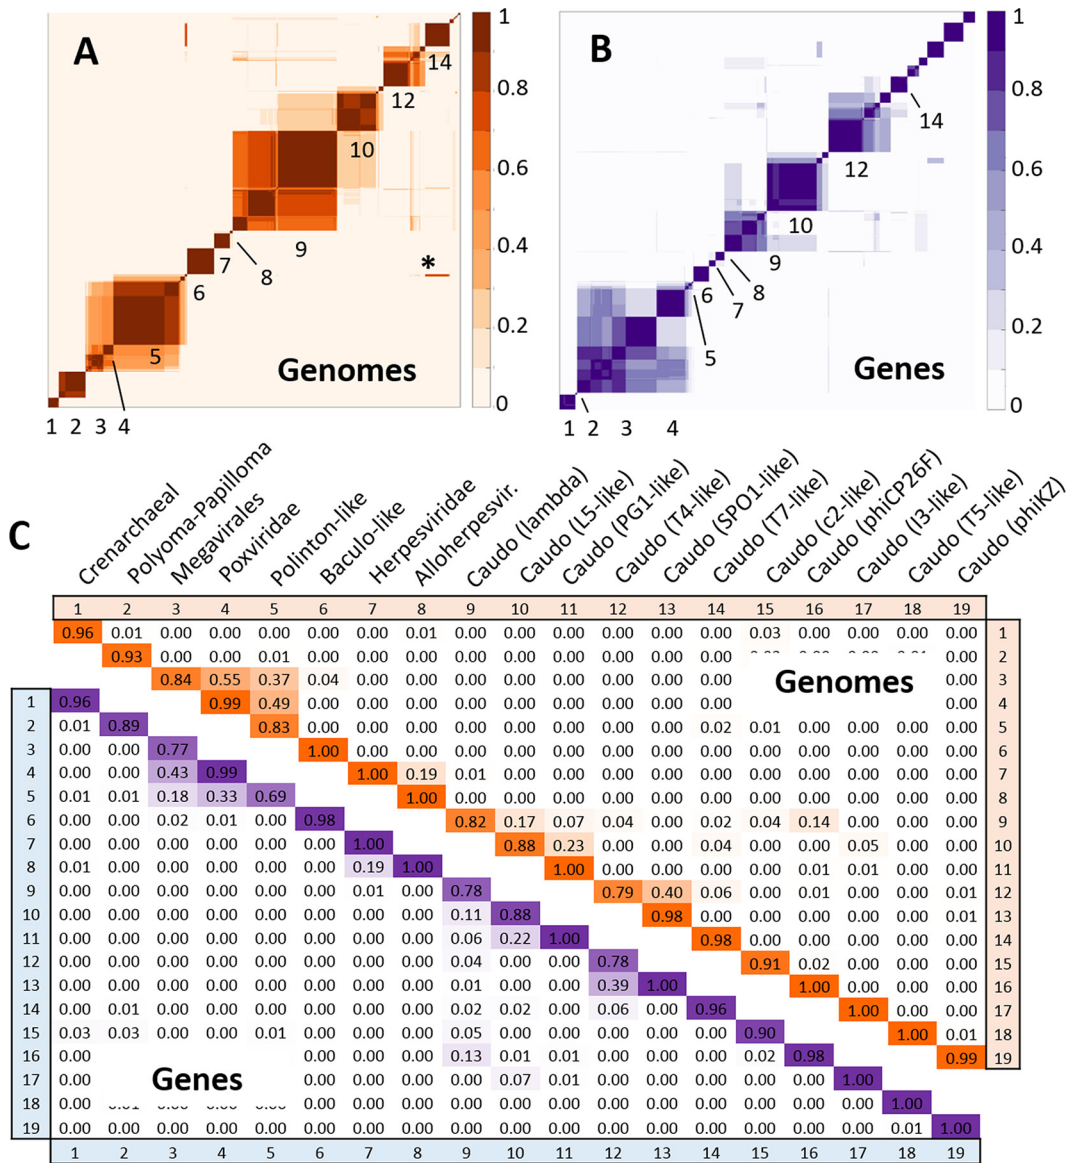 A
1
0.8
0.6
0.4
0.2
0
14
12
10
9
8
7
6
5
*
Genomes
1 2 3 4
B
1
0.8
0.6
0.4
0.2
0
14
12
10
9
8
7
6
5
Genes
1 2 3 4
C
Crenarchaeal
Polyoma-Papilloma
Megavirales
Poxviridae
Polinton-like
Baculo-like
Herpesviridae
Alloherpesvir.
Caudo (lambda)
Caudo (L5-like)
Caudo (PG1-like)
Caudo (T4-like)
Caudo (SPO1-like)
Caudo (T7-like)
Caudo (c2-like)
Caudo (phiCP26F)
Caudo (I3-like)
Caudo (T5-like)
Caudo (phiKZ)
1 2 3 4 5 6 7 8 9 10 11 12 13 14 15 16 17 18 19
0.96 0.01 0.00 0.00 0.00 0.00 0.00 0.01 0.00 0.00 0.00 0.00 0.00 0.00 0.03 0.00 0.00 0.00 0.00 1
0.93 0.00 0.00 0.01 0.00 0.00 0.00 0.00 0.00 0.00 0.00 0.00 0.00 0.00 2
0.84 0.55 0.37 0.04 0.00 0.00 0.00 0.00 0.00 0.00 0.00 0.00 Genomes 0.00 3
1 0.96 0.99 0.49 0.00 0.00 0.00 0.00 0.00 0.00 0.00 0.00 0.00 0.00 4
2 0.01 0.89 0.83 0.00 0.00 0.00 0.00 0.00 0.00 0.00 0.00 0.02 0.01 0.00 0.00 0.00 0.00 5
3 0.00 0.00 0.77 1.00 0.00 0.00 0.00 0.00 0.00 0.00 0.00 0.00 0.00 0.00 0.00 0.00 0.00 6
4 0.00 0.00 0.43 0.99 1.00 0.19 0.01 0.00 0.00 0.00 0.00 0.00 0.00 0.00 0.00 0.00 0.00 7
5 0.01 0.01 0.18 0.33 0.69 1.00 0.00 0.00 0.00 0.00 0.00 0.00 0.00 0.00 0.00 0.00 0.00 8
6 0.00 0.00 0.02 0.01 0.00 0.98 0.82 0.17 0.07 0.04 0.00 0.02 0.04 0.14 0.00 0.00 0.00 9
7 0.00 0.00 0.00 0.00 0.00 0.00 1.00 0.88 0.23 0.00 0.00 0.04 0.00 0.00 0.05 0.00 0.00 10
8 0.01 0.00 0.00 0.00 0.00 0.00 0.19 1.00 1.00 0.00 0.00 0.00 0.00 0.01 0.01 0.00 0.00 11
9 0.00 0.00 0.00 0.00 0.00 0.00 0.01 0.00 0.78 0.79 0.40 0.06 0.00 0.01 0.00 0.00 0.01 12
10 0.00 0.00 0.00 0.00 0.00 0.00 0.00 0.00 0.11 0.88 0.98 0.00 0.00 0.00 0.00 0.00 0.01 13
11 0.00 0.00 0.00 0.00 0.00 0.00 0.00 0.00 0.06 0.22 1.00 0.98 0.00 0.00 0.00 0.00 0.00 14
12 0.00 0.00 0.00 0.00 0.00 0.00 0.00 0.00 0.04 0.00 0.00 0.78 0.91 0.02 0.00 0.00 0.00 15
13 0.00 0.00 0.00 0.00 0.00 0.00 0.00 0.00 0.01 0.00 0.00 0.39 1.00 1.00 0.00 0.00 0.00 16
14 0.00 0.01 0.00 0.00 0.00 0.00 0.00 0.00 0.02 0.02 0.00 0.06 0.00 0.96 1.00 0.00 0.00 17
15 0.03 0.03 0.00 0.00 0.01 0.00 0.00 0.00 0.05 0.00 0.00 0.00 0.00 0.00 0.90 1.00 0.01 18
16 0.00 0.00 0.00 0.00 0.13 0.01 0.01 0.00 0.00 0.00 0.02 0.98 0.99 19
17 0.00 Genes 0.00 0.00 0.00 0.00 0.07 0.01 0.00 0.00 0.00 0.00 0.00 1.00
18 0.00 0.00 0.00 0.00 0.00 0.00 0.00 0.00 0.00 0.00 0.00 0.00 0.00 1.00
19 0.00 0.00 0.00 0.00 0.00 0.00 0.00 0.00 0.00 0.00 0.00 0.00 0.00 0.00 0.00 0.00 0.00 0.01 1.00
1 2 3 4 5 6 7 8 9 10 11 12 13 14 15 16 17 18 19